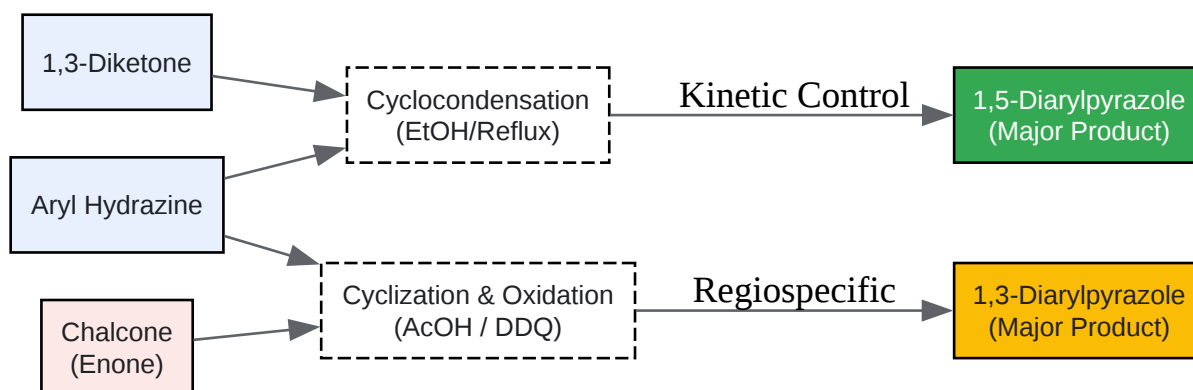 1,3-Diketone
Cyclocondensation
(EtOH/Reflux)
Kinetic Control
1,5-Diarylpyrazole
(Major Product)
Aryl Hydrazine
Cyclization & Oxidation
(AcOH / DDQ)
Regiospecific
1,3-Diarylpyrazole
(Major Product)
Chalcone
(Enone)